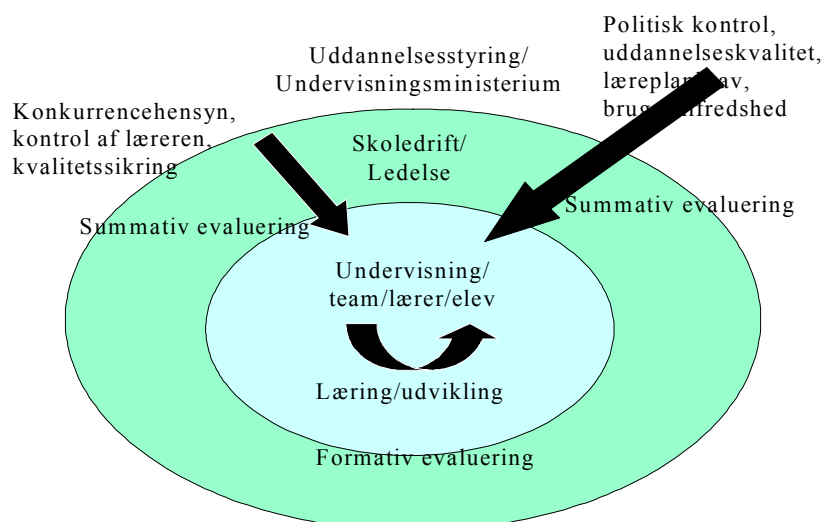 Politisk kontrol,
uddannelseskvalitet,
Uddannelsesstyring/
Undervisningsministerium
Konkurrencehensyn,
kontrol af læreren,
kvalitetssikring
Skoledrift/
Ledelse
Summativ evaluering
Summativ evaluering
Undervisning/
team/lærer/elev
Læring/udvikling
Formativ evaluering